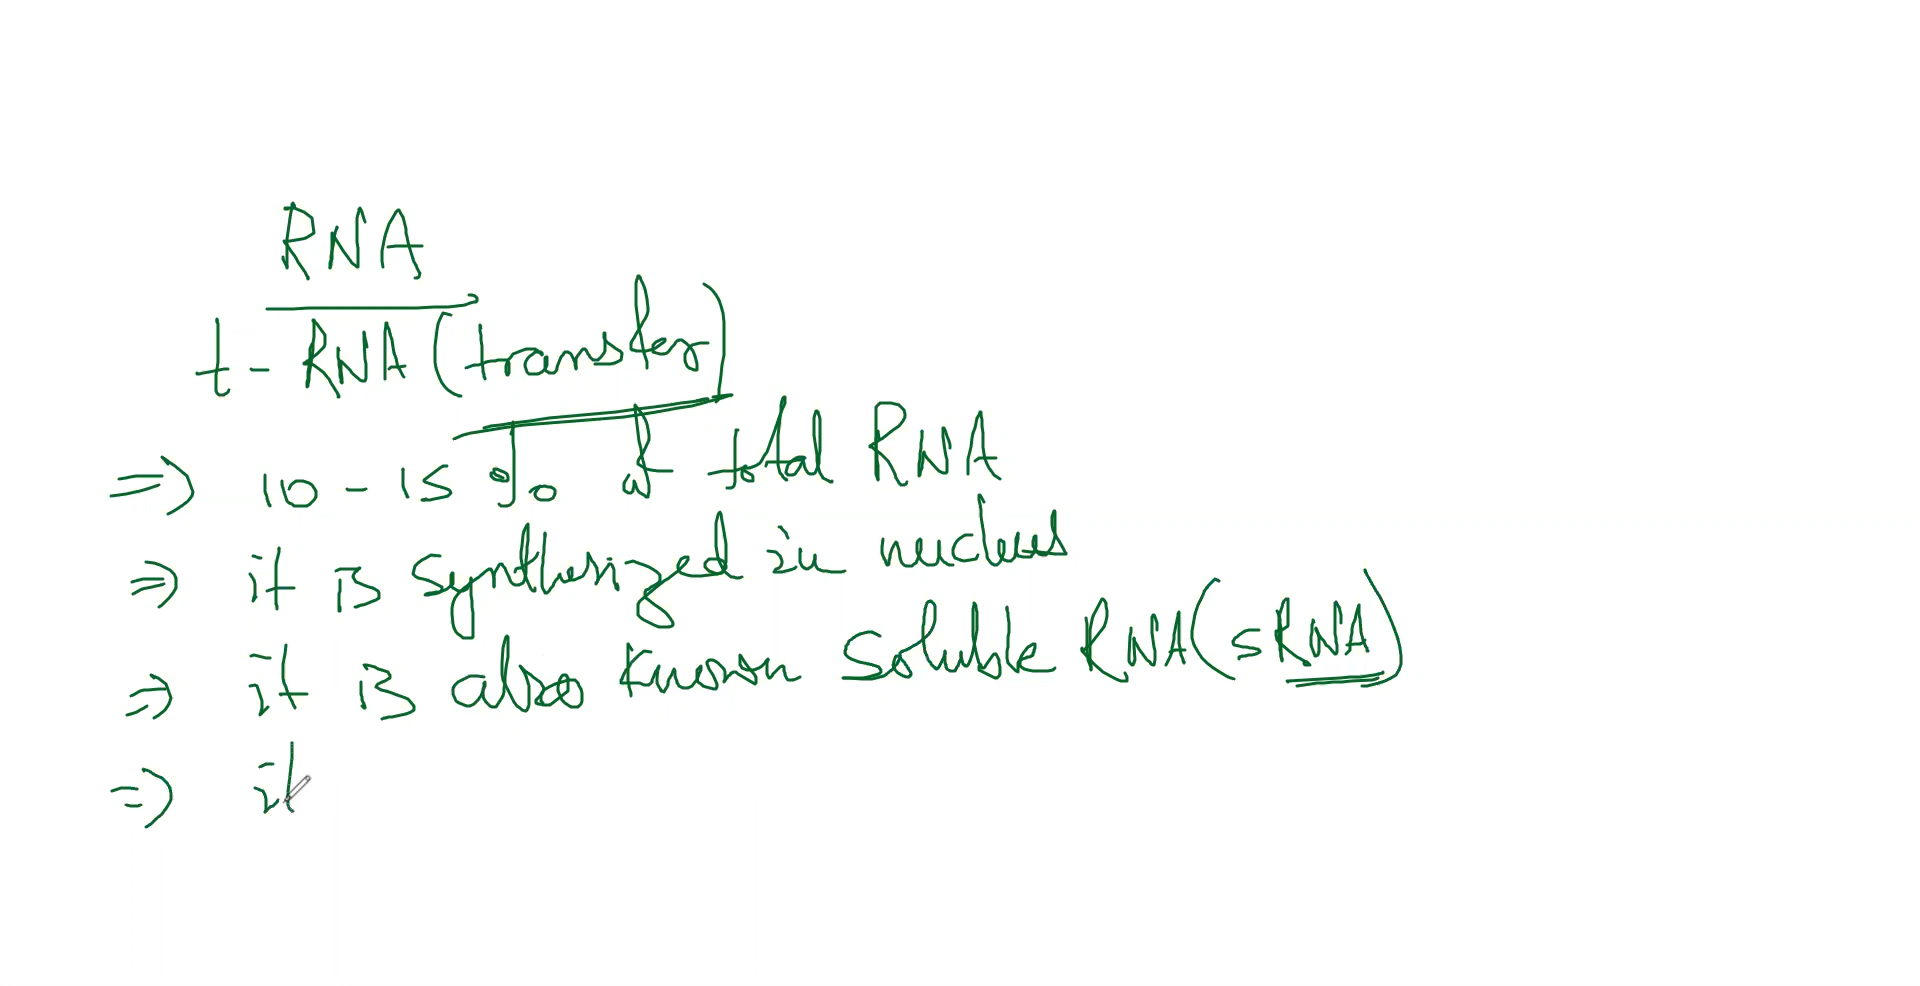 RNA
t-RNA (transfer)
=> 10-15 % of total RNA
=> it is synthesized in nucleus
=> it is also known soluble RNA (sRNA)
=> it